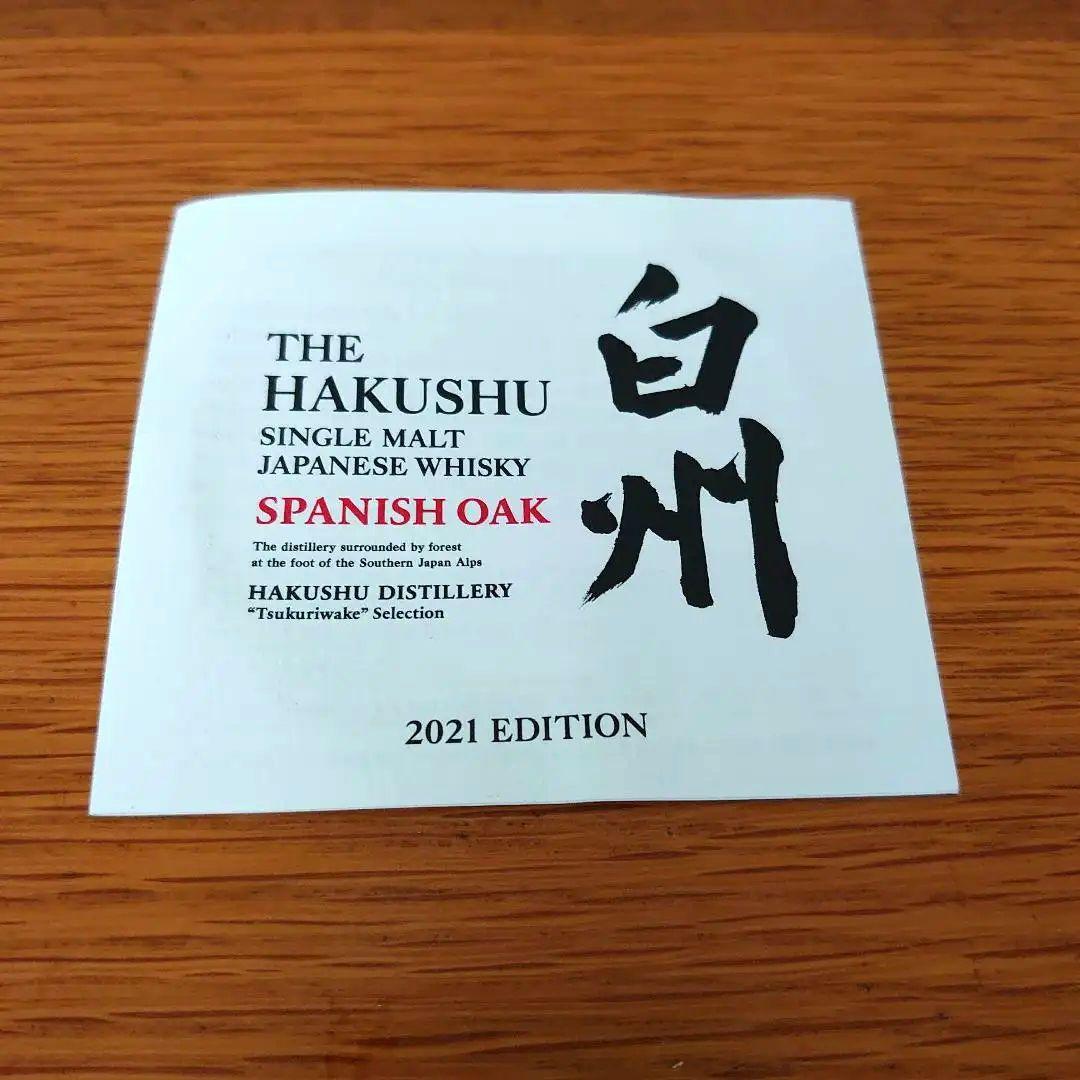 THE
HAKUSHU
SINGLE MALT
JAPANESE WHISKY
SPANISH OAK
The distillery surrounded by forest
at the foot of the Southern Japan Alps
HAKUSHU DISTILLERY
“Tsukuriwake” Selection
白州
2021 EDITION